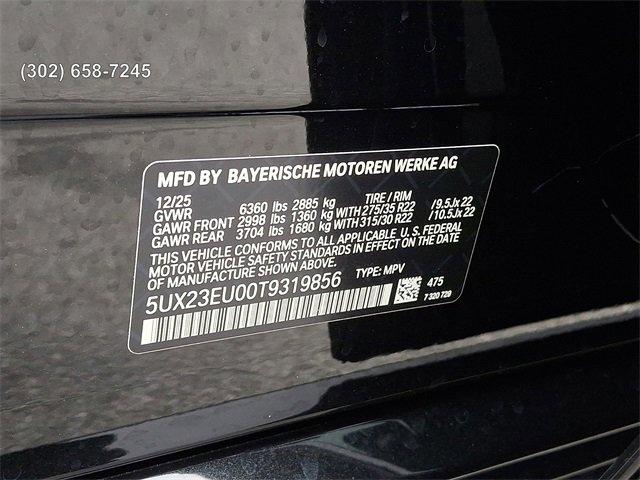 (302) 658-7245
MFD BY BAYERISCHE MOTOREN WERKE AG
12/25 TIRE / RIM
GVWR 6360 lbs 2885 kg
GAWR FRONT 2998 lbs 1360 kg WITH 275/35 R22 /9.5Jx22
GAWR REAR 3704 lbs 1680 kg WITH 315/30 R22 /10.5Jx22
THIS VEHICLE CONFORMS TO ALL APPLICABLE U. S. FEDERAL
MOTOR VEHICLE SAFETY STANDARDS IN EFFECT ON THE DATE
OF MANUFACTURE SHOWN ABOVE.
5UX23EU00T9319856 TYPE: MPV 475
7 320 729